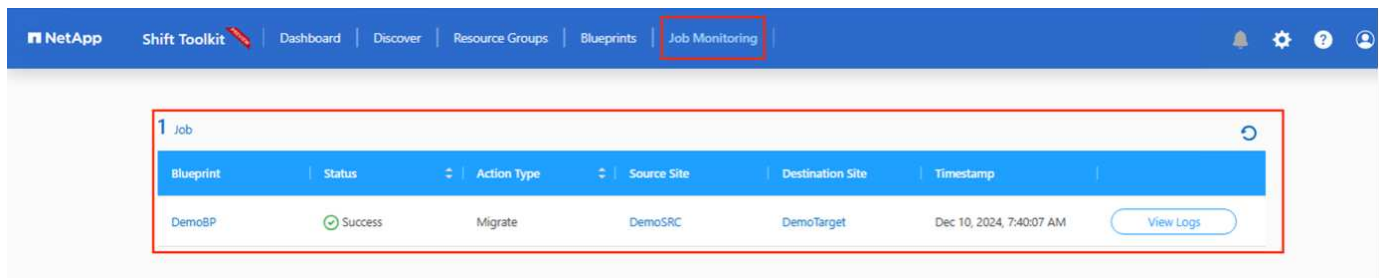 NetApp Shift Toolkit PREVIEW Dashboard Discover Resource Groups Blueprints Job Monitoring
1 Job
Blueprint Status Action Type Source Site Destination Site Timestamp
DemoBP Success Migrate DemoSRC DemoTarget Dec 10, 2024, 7:40:07 AM View Logs